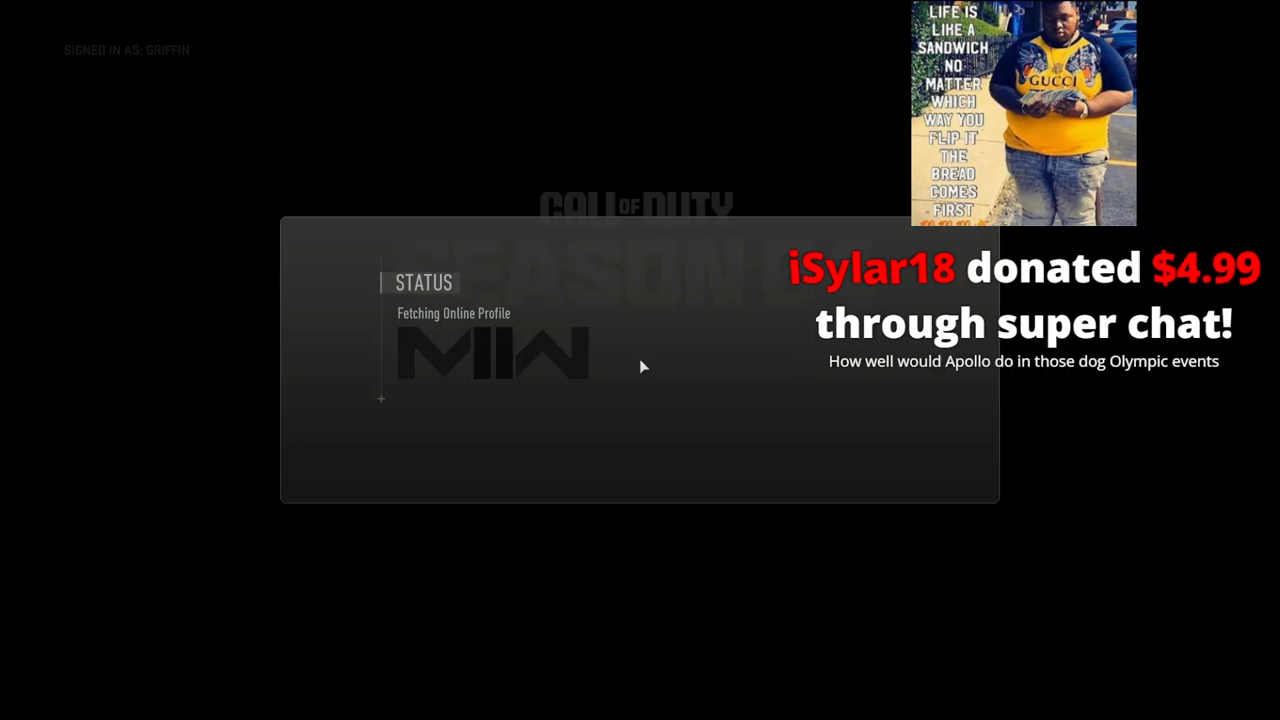 SIGNED IN AS: GRIFFIN
LIFE IS
LIKE A
SANDWICH
NO
MATTER
WHICH
WAY YOU
FLIP IT
THE
BREAD
COMES
FIRST
GUCCI
CALL OF DUTY
SEASON
STATUS
Fetching Online Profile
MW
iSylar18 donated $4.99
through super chat!
How well would Apollo do in those dog Olympic events